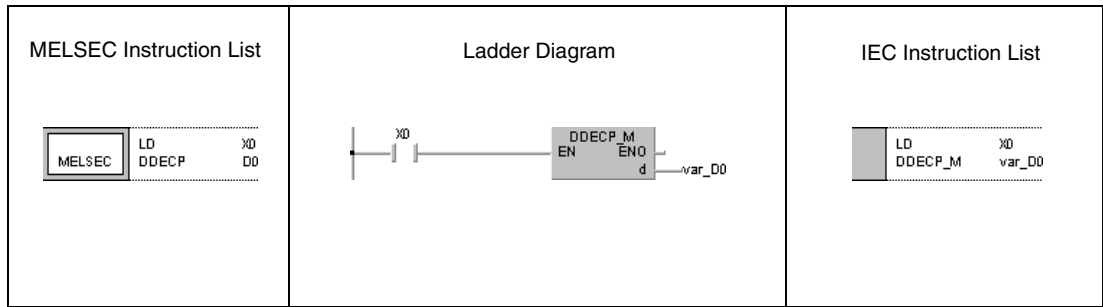 MELSEC Instruction List
MELSEC
LD X0
DDECP D0
Ladder Diagram
X0
DDECP_M
EN ENO
d var_D0
IEC Instruction List
LD X0
DDECP_M var_D0